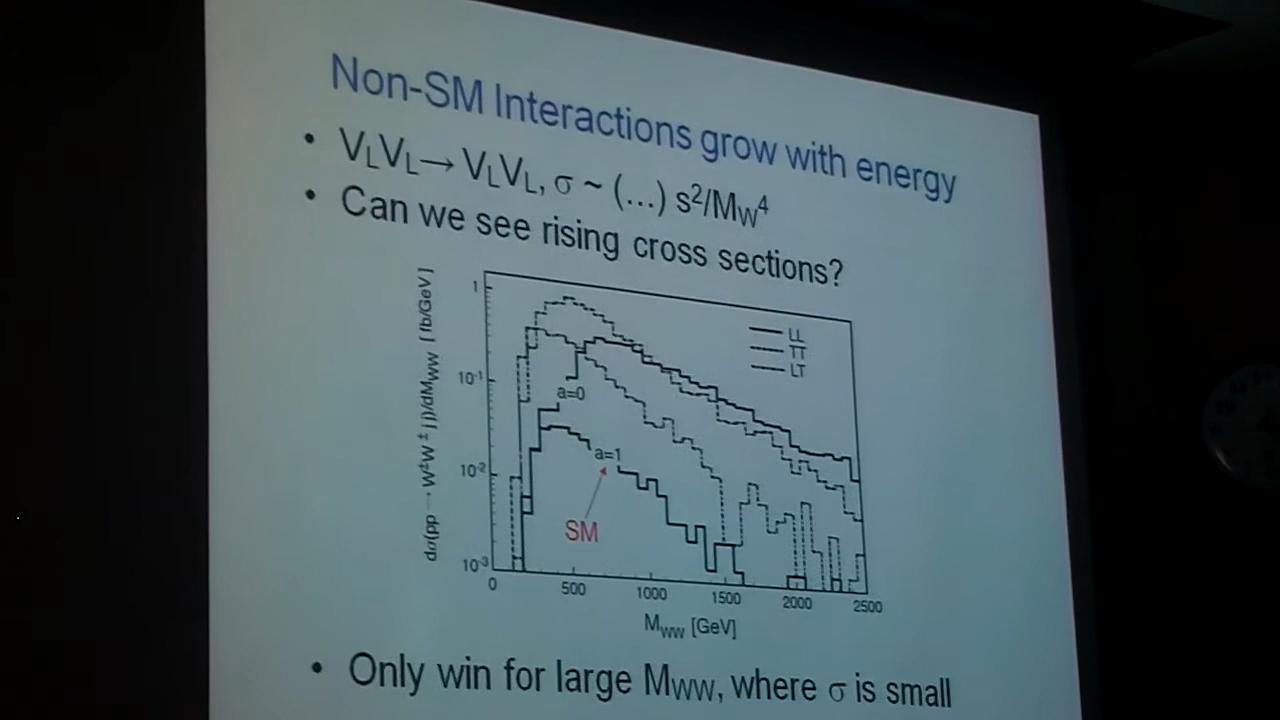 Non-SM Interactions grow with energy
• VLVL→ VLVL, σ ~ (...) s²/MW⁴
• Can we see rising cross sections?
dσ(pp → W±W± jj)/dMWW [fb/GeV]
1
10⁻¹
10⁻²
10⁻³
LL
TT
LT
a=0
a=1
SM
0 500 1000 1500 2000 2500
MWW [GeV]
• Only win for large MWW, where σ is small